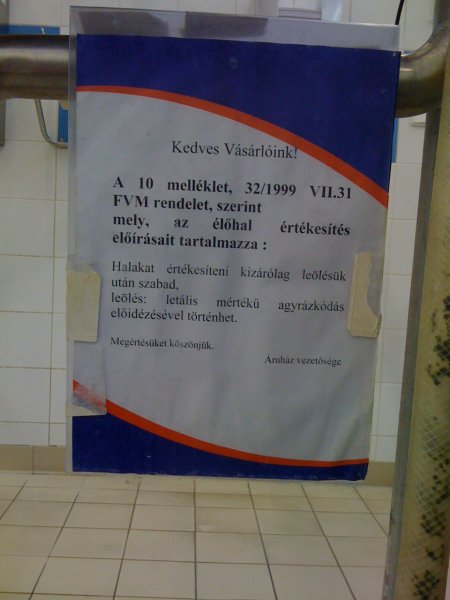 Kedves Vásárlóink!
A 10 melléklet, 32/1999 VII.31
FVM rendelet, szerint
mely, az élőhal értékesítés
előírásait tartalmazza :
Halakat értékesíteni kizárólag leölésük
után szabad,
leölés: letális mértékű agyrázkódás
előidézésével történhet.
Megértésüket köszönjük.
Áruház vezetősége